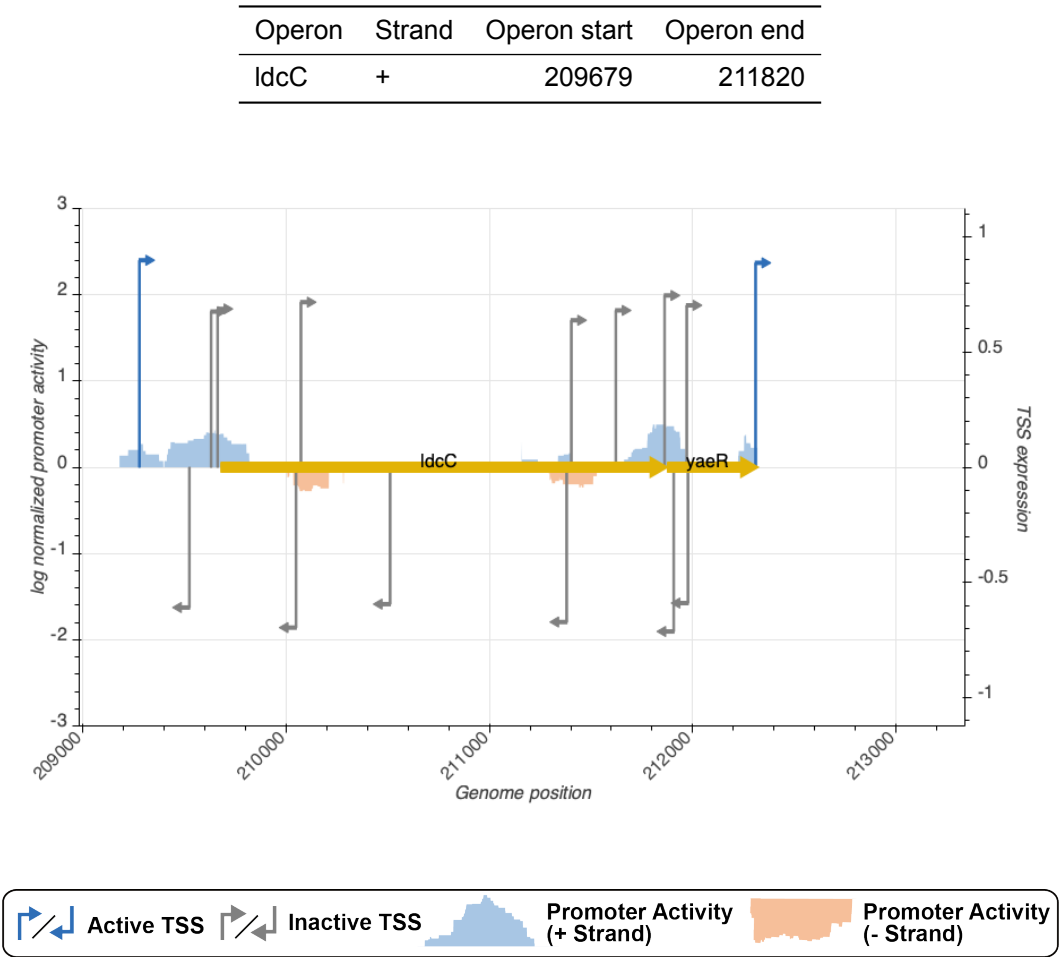 Operon Strand Operon start Operon end
ldcC + 209679 211820
3
2
1
0
-1
-2
-3
log normalized promoter activity
1
0.5
0
-0.5
-1
TSS expression
ldcC
yaeR
209000
210000
211000
212000
213000
Genome position
Active TSS
Inactive TSS
Promoter Activity
(+ Strand)
Promoter Activity
(- Strand)